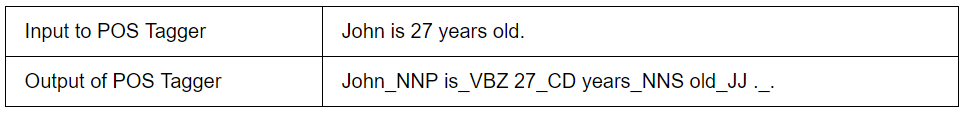 Input to POS Tagger John is 27 years old.
Output of POS Tagger John_NNP is_VBZ 27_CD years_NNS old_JJ ._.